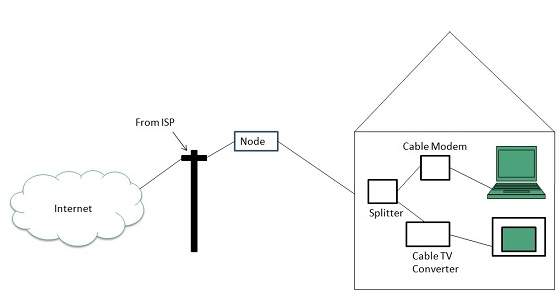 From ISP
Node
Internet
Cable Modem
Splitter
Cable TV
Converter